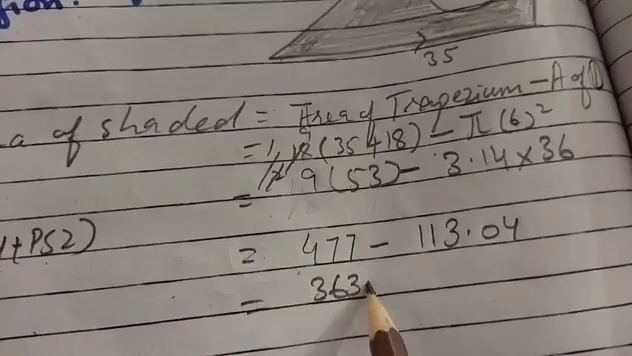 35
a of shaded = Area of Trapezium - A of
= 1/2 18(35+18) - π(6)²
= 9(53) - 3.14 × 36
+PS2)
= 477 - 113.04
= 363